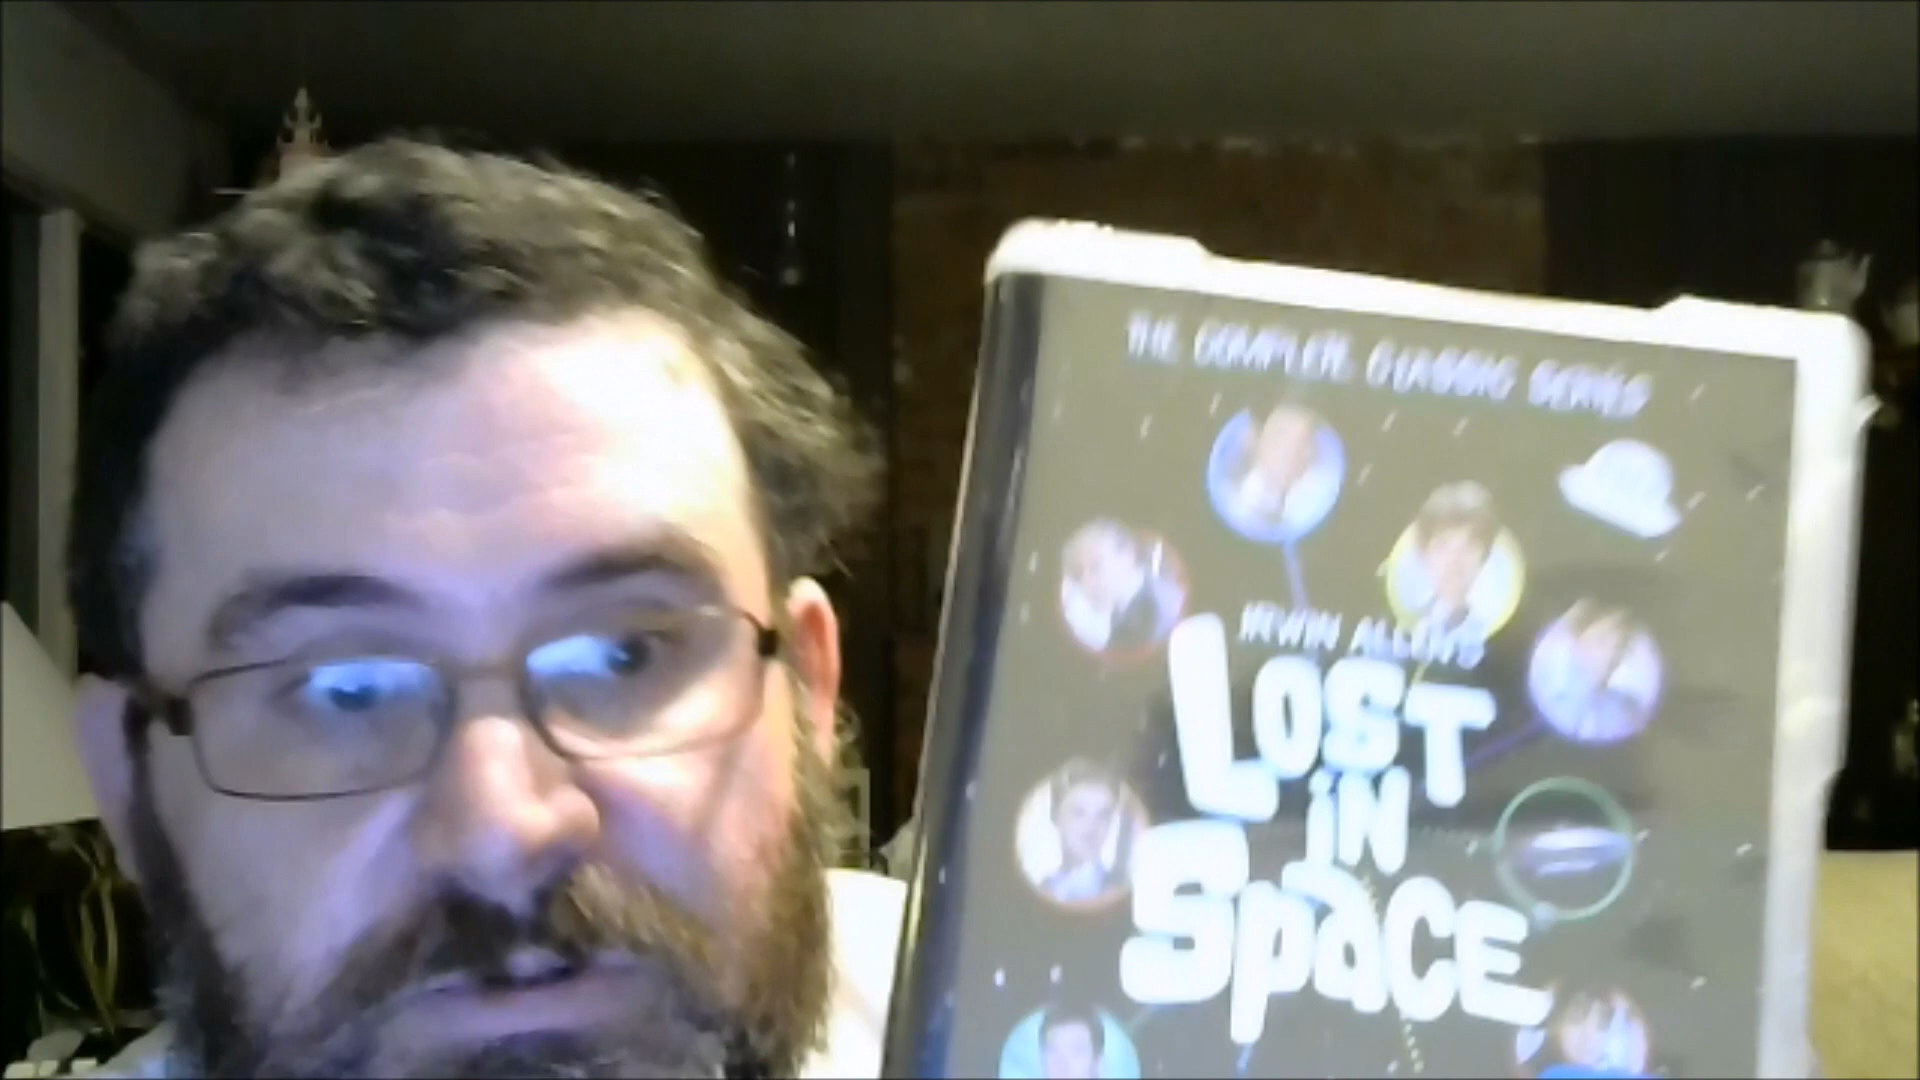 THE COMPLETE CLASSIC SERIES
IRWIN ALLEN'S
LOST
iN
SpaCE